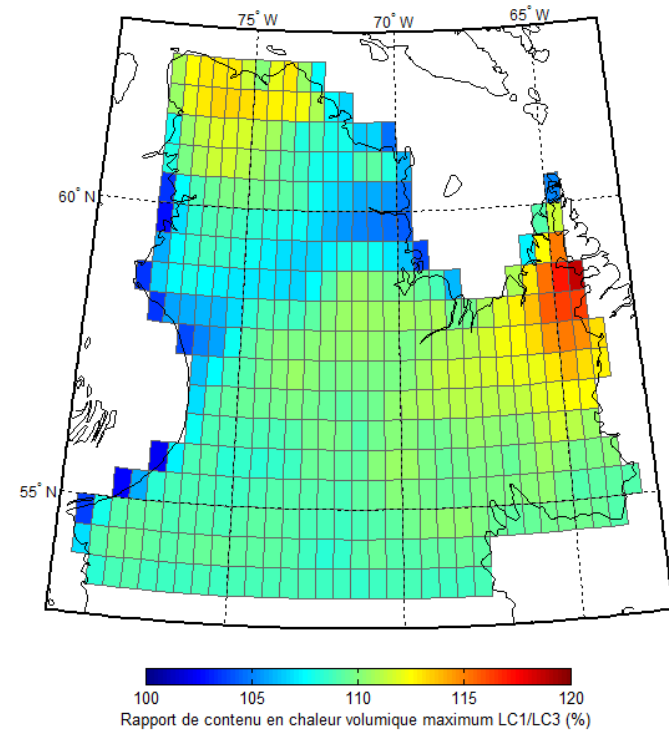 75° W
70° W
65° W
60° N
55° N
100
105
110
115
120
Rapport de contenu en chaleur volumique maximum LC1/LC3 (%)